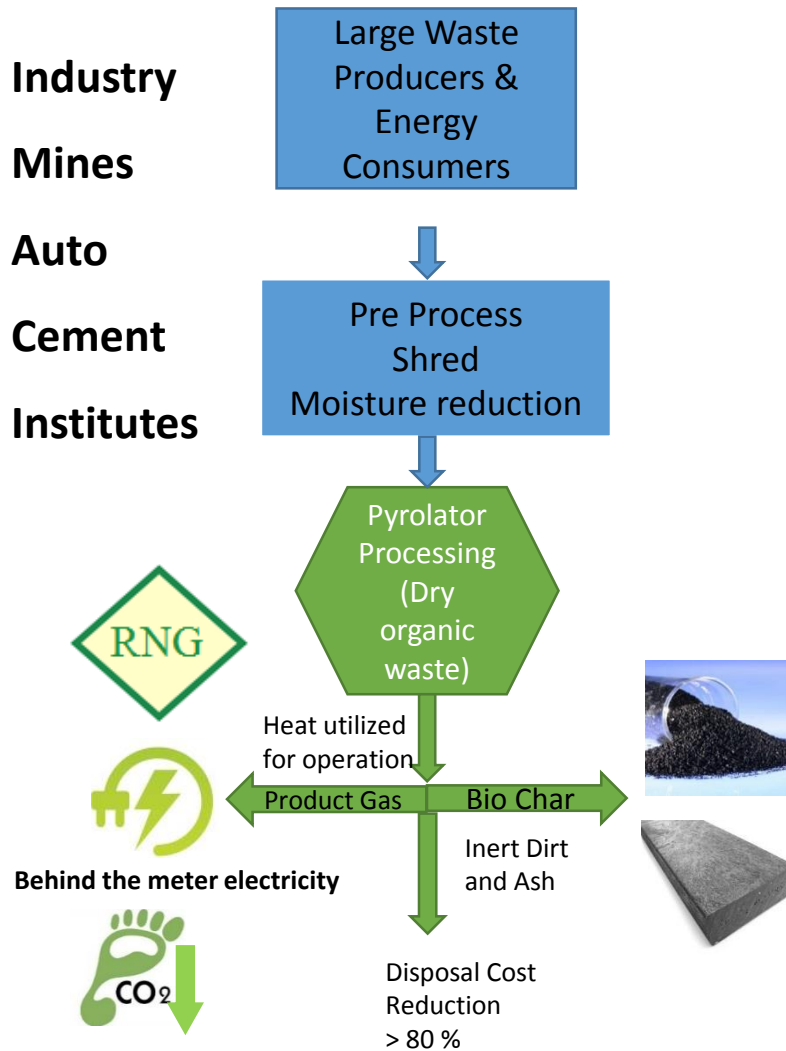 Industry
Mines
Auto
Cement
Institutes
Large Waste
Producers &
Energy
Consumers
Pre Process
Shred
Moisture reduction
Pyrolator
Processing
(Dry
organic
waste)
RNG
Heat utilized
for operation
Product Gas
Bio Char
Behind the meter electricity
Inert Dirt
and Ash
CO2
Disposal Cost
Reduction
> 80 %